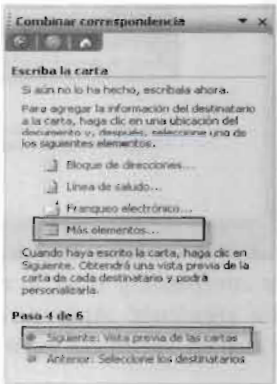 Combinar correspondencia
Escriba la carta
Si aún no lo ha hecho, escríbala ahora.
Para agregar la información del destinatario
a la carta, haga clic en una ubicación del
documento y, después, seleccione uno de
los siguientes elementos.
Bloque de direcciones...
Línea de saludo...
Franqueo electrónico...
Más elementos...
Cuando haya escrito la carta, haga clic en
Siguiente. Obtendrá una vista previa de la
carta de cada destinatario y podrá
personalizarla.
Paso 4 de 6
Siguiente: Vista previa de las cartas
Anterior: Seleccione los destinatarios